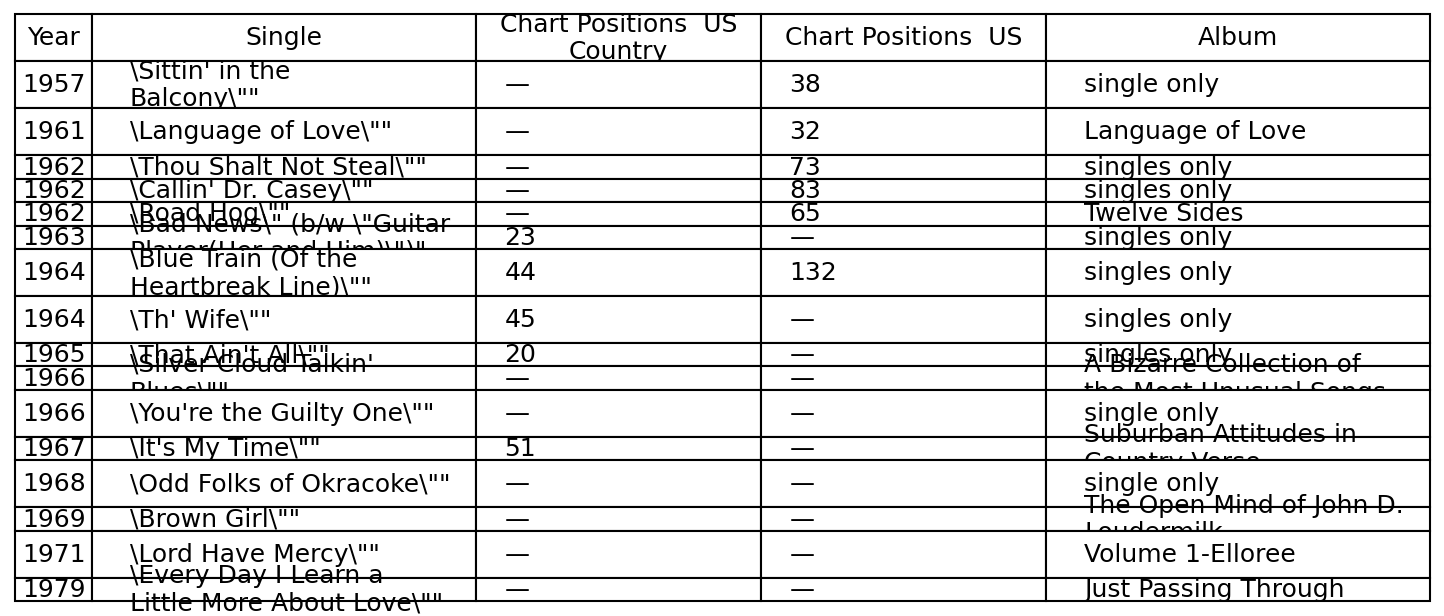 Year Single Chart Positions  US Country Chart Positions  US Album
1957 \Sittin' in the Balcony\"" — 38 single only
1961 \Language of Love\"" — 32 Language of Love
1962 \Thou Shalt Not Steal\"" — 73 singles only
1962 \Callin' Dr. Casey\"" — 83 singles only
1962 \Road Hog\"" — 65 Twelve Sides
1963 \Bad News\" (b/w \"Guitar Player(Her and Him)\")" 23 — singles only
1964 \Blue Train (Of the Heartbreak Line)\"" 44 132 singles only
1964 \Th' Wife\"" 45 — singles only
1965 \That Ain't All\"" 20 — singles only
1966 \Silver Cloud Talkin' Blues\"" — — A Bizarre Collection of the Most Unusual Songs
1966 \You're the Guilty One\"" — — single only
1967 \It's My Time\"" 51 — Suburban Attitudes in Country Verse
1968 \Odd Folks of Okracoke\"" — — single only
1969 \Brown Girl\"" — — The Open Mind of John D. Loudermilk
1971 \Lord Have Mercy\"" — — Volume 1-Elloree
1979 \Every Day I Learn a Little More About Love\"" — — Just Passing Through